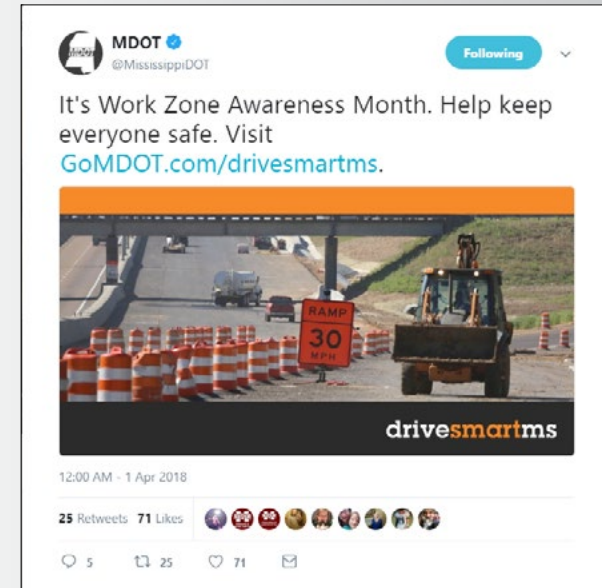 MDOT
MDOT
@MississippiDOT
Following
It's Work Zone Awareness Month. Help keep
everyone safe. Visit
GoMDOT.com/drivesmartms.
RAMP
30
MPH
drivesmartms
12:00 AM - 1 Apr 2018
25 Retweets 71 Likes
5 25 71